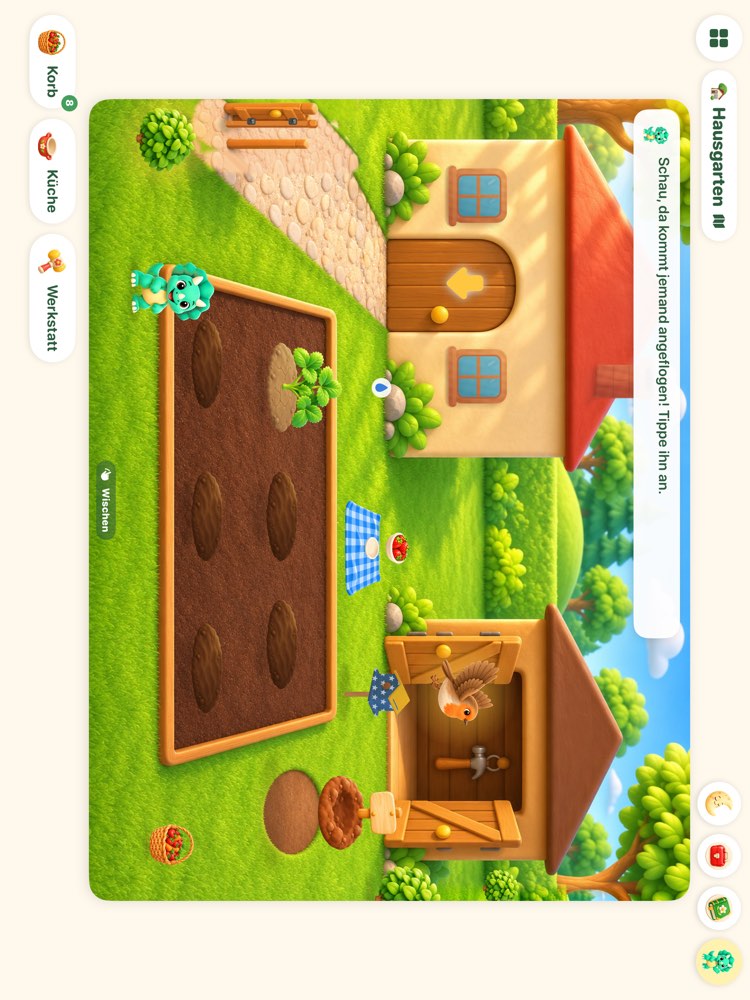 Hausgarten
Schau, da kommt jemand angeflogen! Tippe ihn an.
Wischen
Korb
8
Küche
Werkstatt